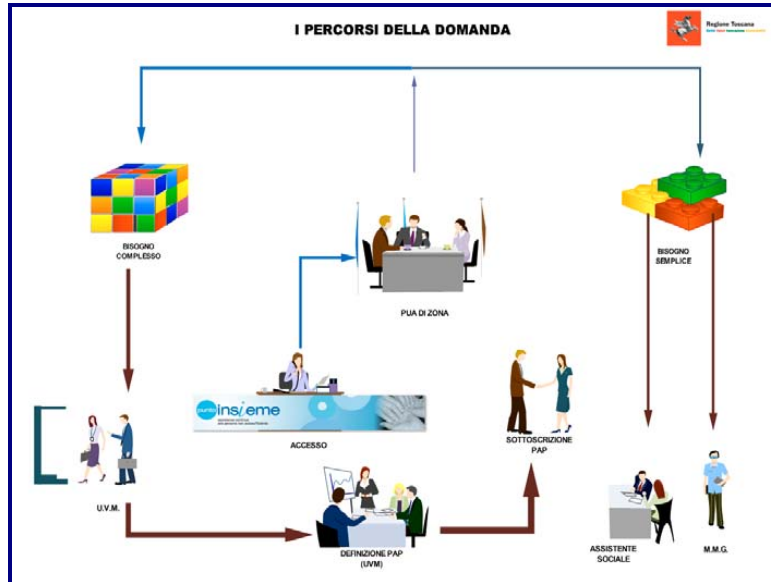 I PERCORSI DELLA DOMANDA
Regione Toscana
BISOGNO
COMPLESSO
BISOGNO
SEMPLICE
PUA DI ZONA
punto
insieme
ACCESSO
SOTTOSCRIZIONE
PAP
U.V.M.
DEFINIZIONE PAP
(UVM)
ASSISTENTE
SOCIALE
M.M.G.